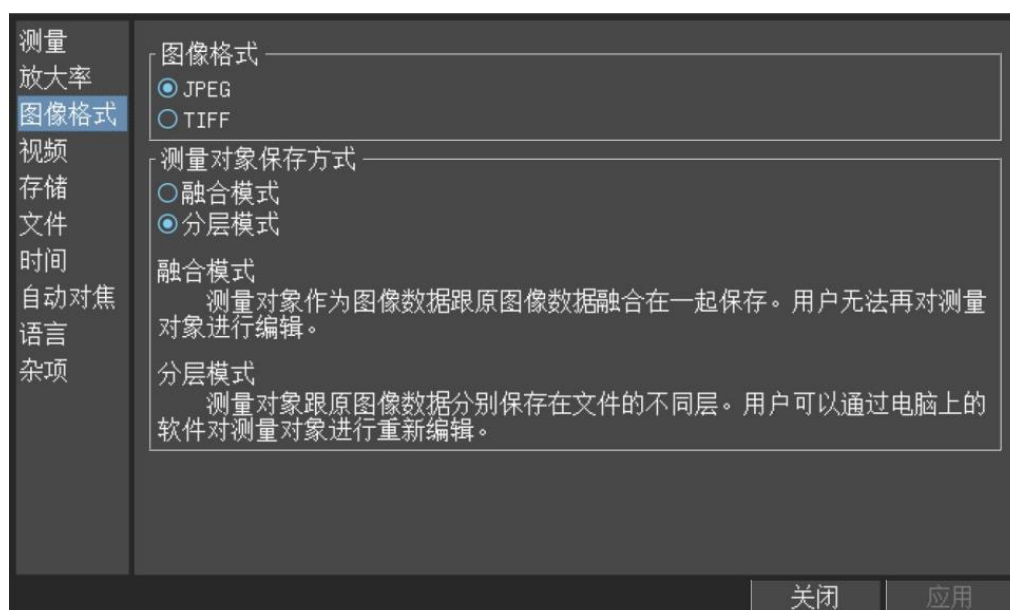 测量
放大率
图像格式
视频
存储
文件
时间
自动对焦
语言
杂项
图像格式
JPEG
TIFF
测量对象保存方式
融合模式
分层模式
融合模式
测量对象作为图像数据跟原图像数据融合在一起保存。用户无法再对测量
对象进行编辑。
分层模式
测量对象跟原图像数据分别保存在文件的不同层。用户可以通过电脑上的
软件对测量对象进行重新编辑。
关闭
应用